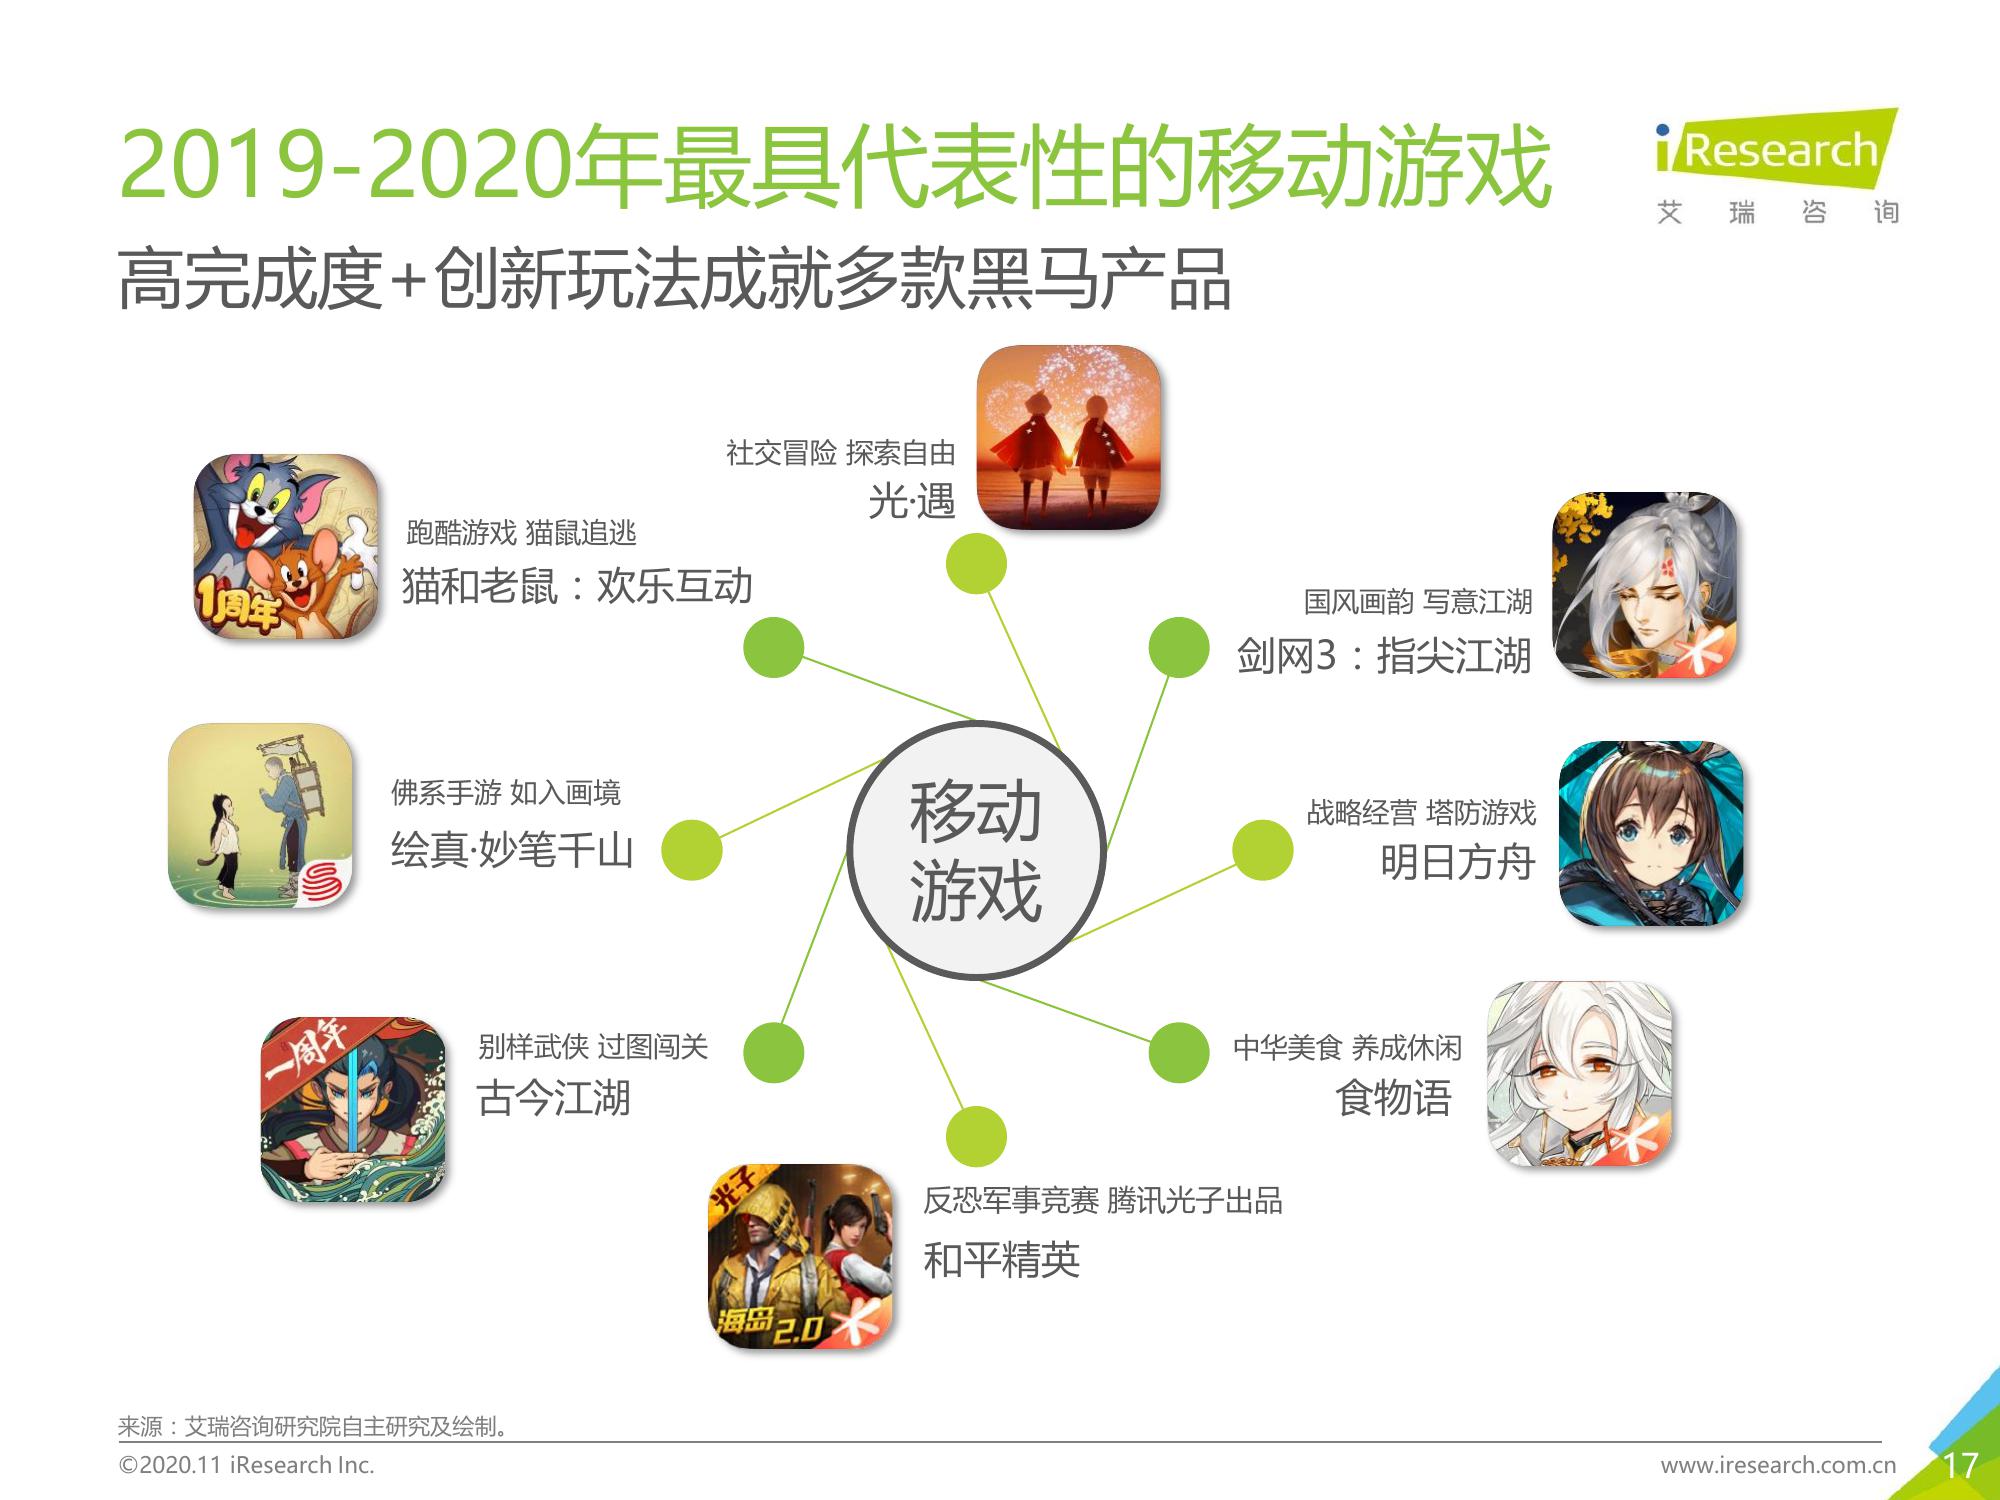 2019-2020年最具代表性的移动游戏
iResearch
艾瑞咨询
高完成度+创新玩法成就多款黑马产品
社交冒险 探索自由
光·遇
跑酷游戏 猫鼠追逃
猫和老鼠：欢乐互动
1周年
国风画韵 写意江湖
剑网3：指尖江湖
佛系手游 如入画境
绘真·妙笔千山
移动
游戏
战略经营 塔防游戏
明日方舟
一周年
别样武侠 过图闯关
古今江湖
中华美食 养成休闲
食物语
光子
海岛2.0
反恐军事竞赛 腾讯光子出品
和平精英
来源：艾瑞咨询研究院自主研究及绘制。
©2020.11 iResearch Inc.
www.iresearch.com.cn
17